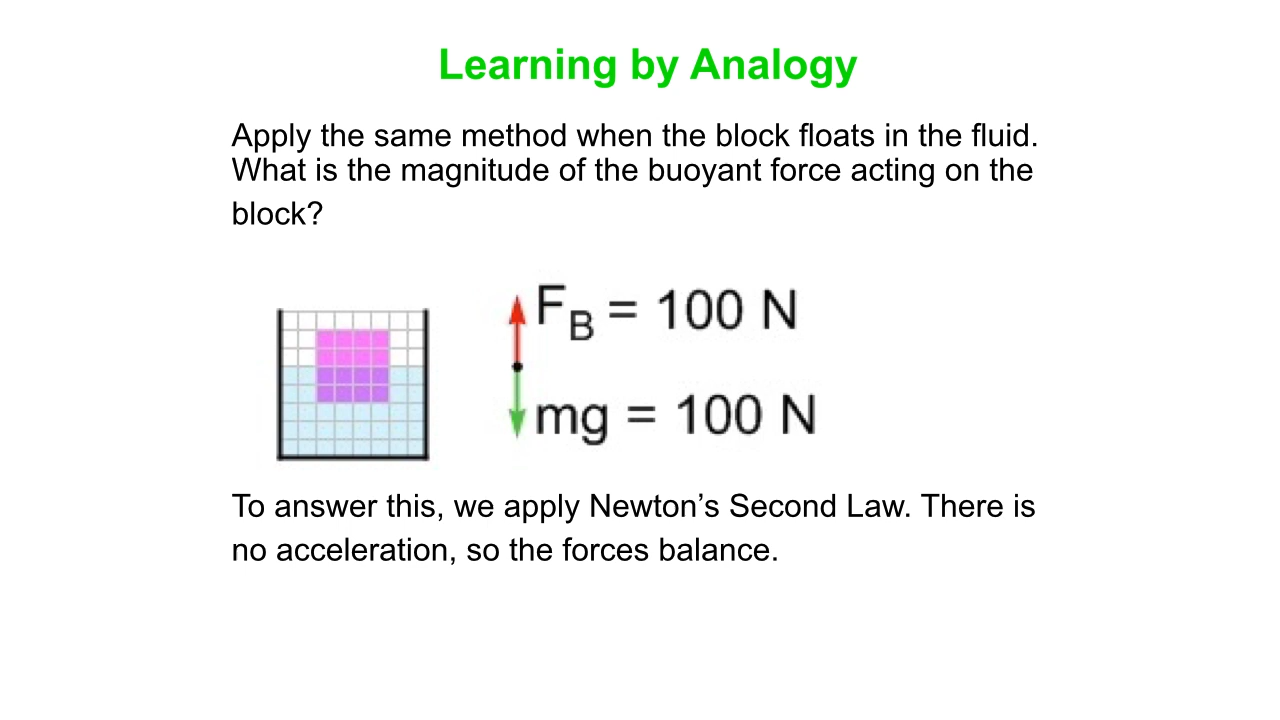 Learning by Analogy
Apply the same method when the block floats in the fluid.
What is the magnitude of the buoyant force acting on the
block?
F_B = 100 N
mg = 100 N
To answer this, we apply Newton’s Second Law. There is
no acceleration, so the forces balance.